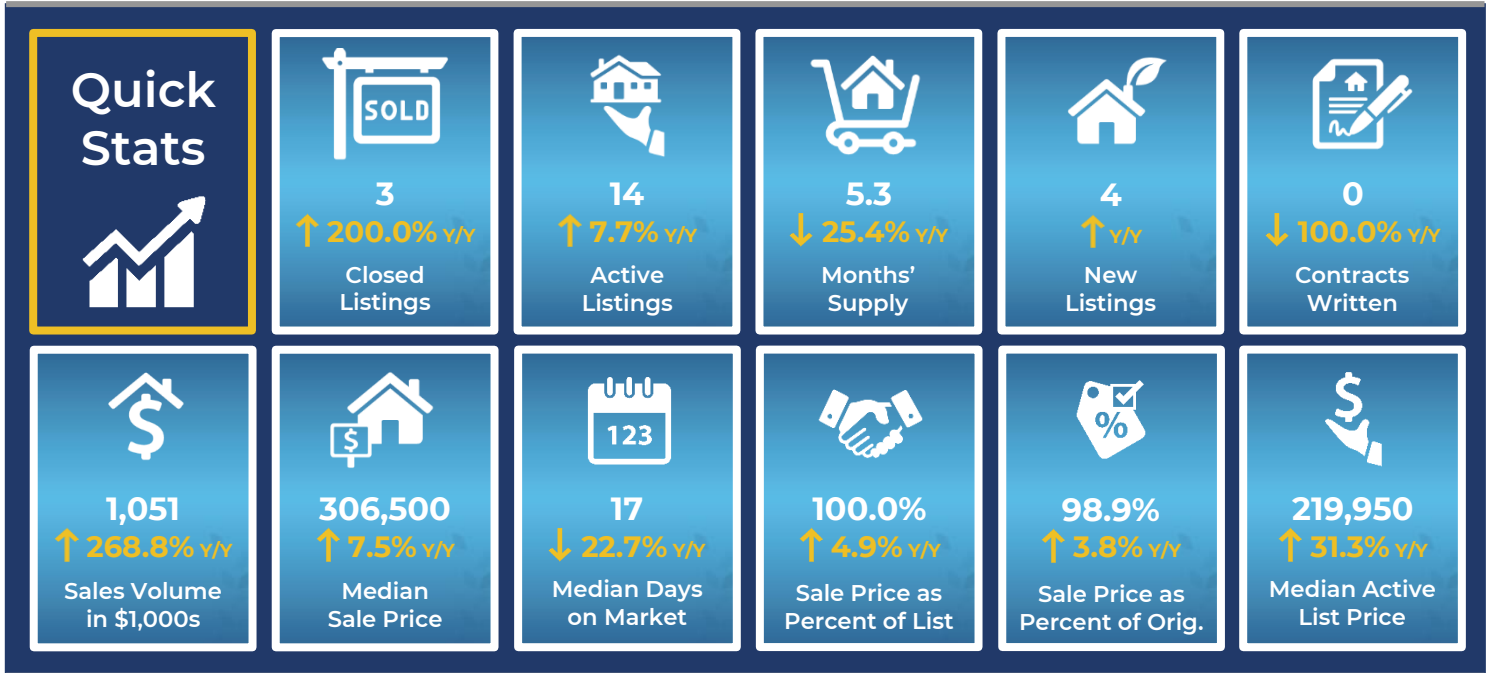 Quick
Stats
SOLD
3
↑ 200.0% Y/Y
Closed
Listings
14
↑ 7.7% Y/Y
Active
Listings
5.3
↓ 25.4% Y/Y
Months’
Supply
4
↑ Y/Y
New
Listings
0
↓ 100.0% Y/Y
Contracts
Written
$
1,051
↑ 268.8% Y/Y
Sales Volume
in $1,000s
$
306,500
↑ 7.5% Y/Y
Median
Sale Price
123
17
↓ 22.7% Y/Y
Median Days
on Market
100.0%
↑ 4.9% Y/Y
Sale Price as
Percent of List
%
98.9%
↑ 3.8% Y/Y
Sale Price as
Percent of Orig.
$
219,950
↑ 31.3% Y/Y
Median Active
List Price